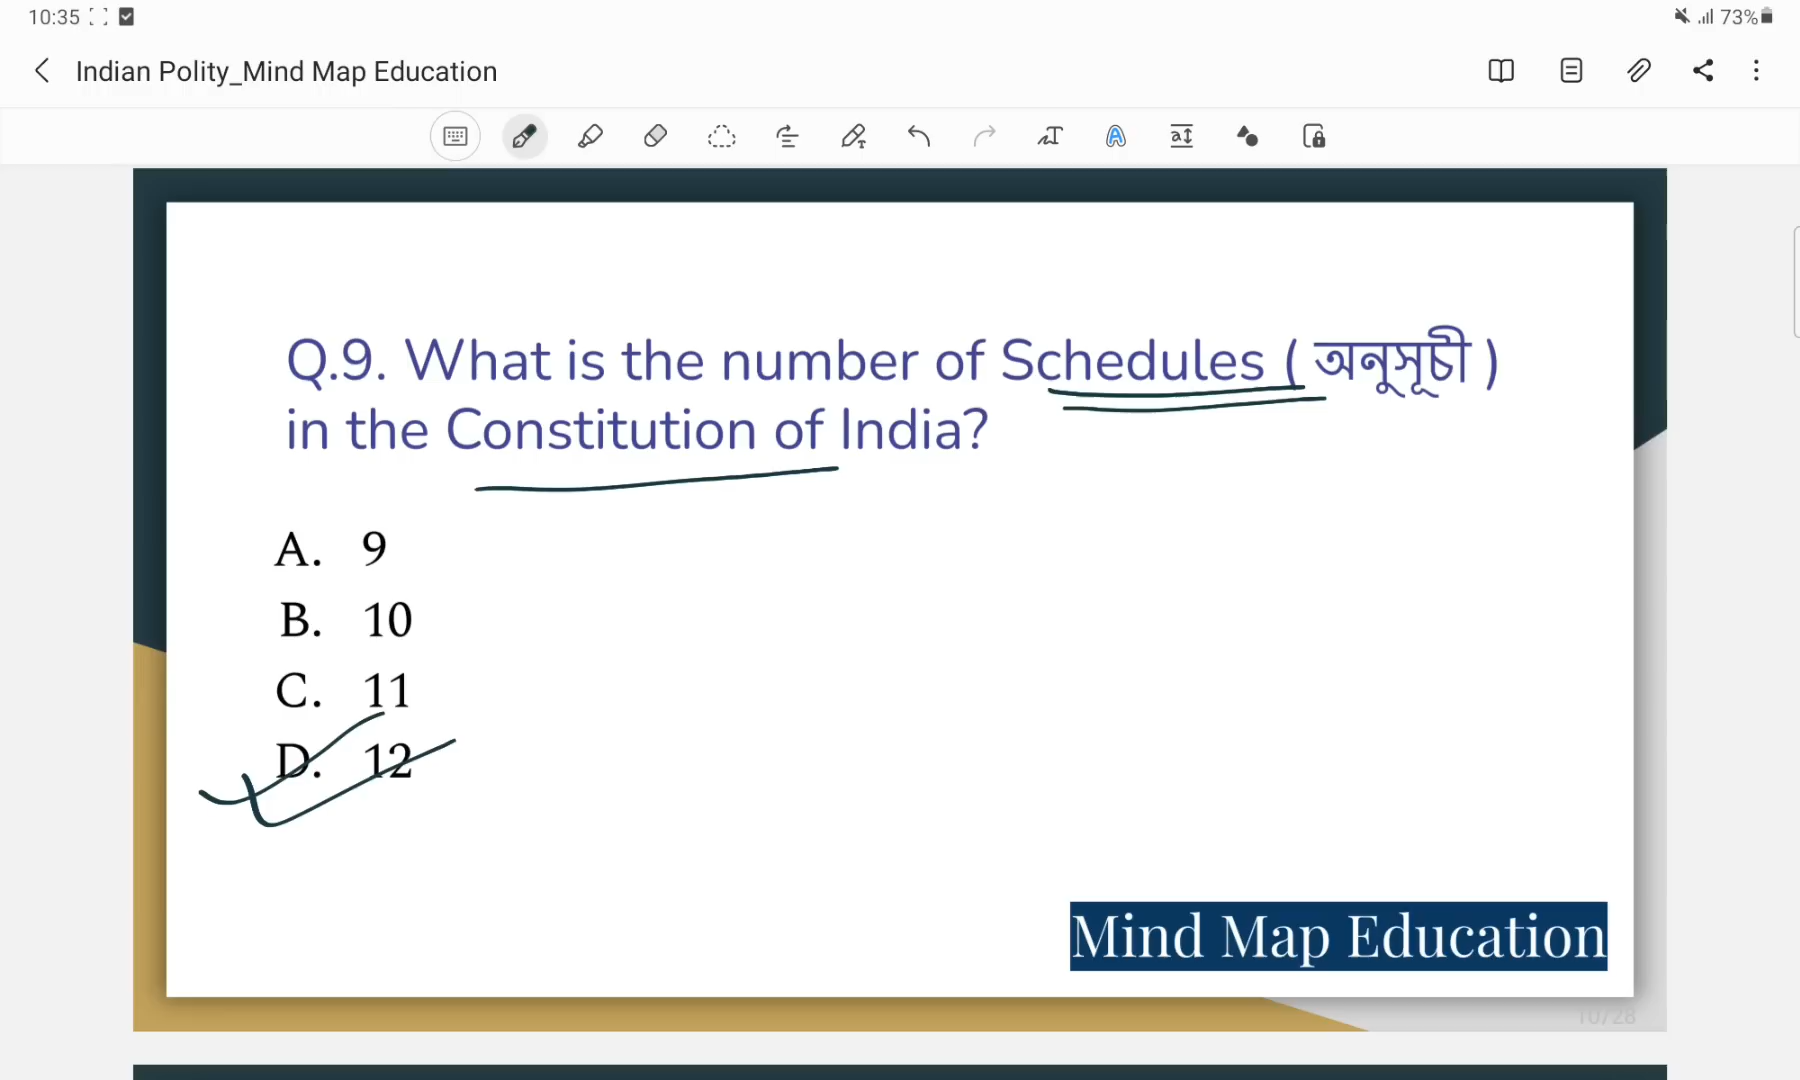 10:35
73%
Indian Polity_Mind Map Education
Q.9. What is the number of Schedules ( অনুসূচী )
in the Constitution of India?
A. 9
B. 10
C. 11
D. 12
Mind Map Education
10/28